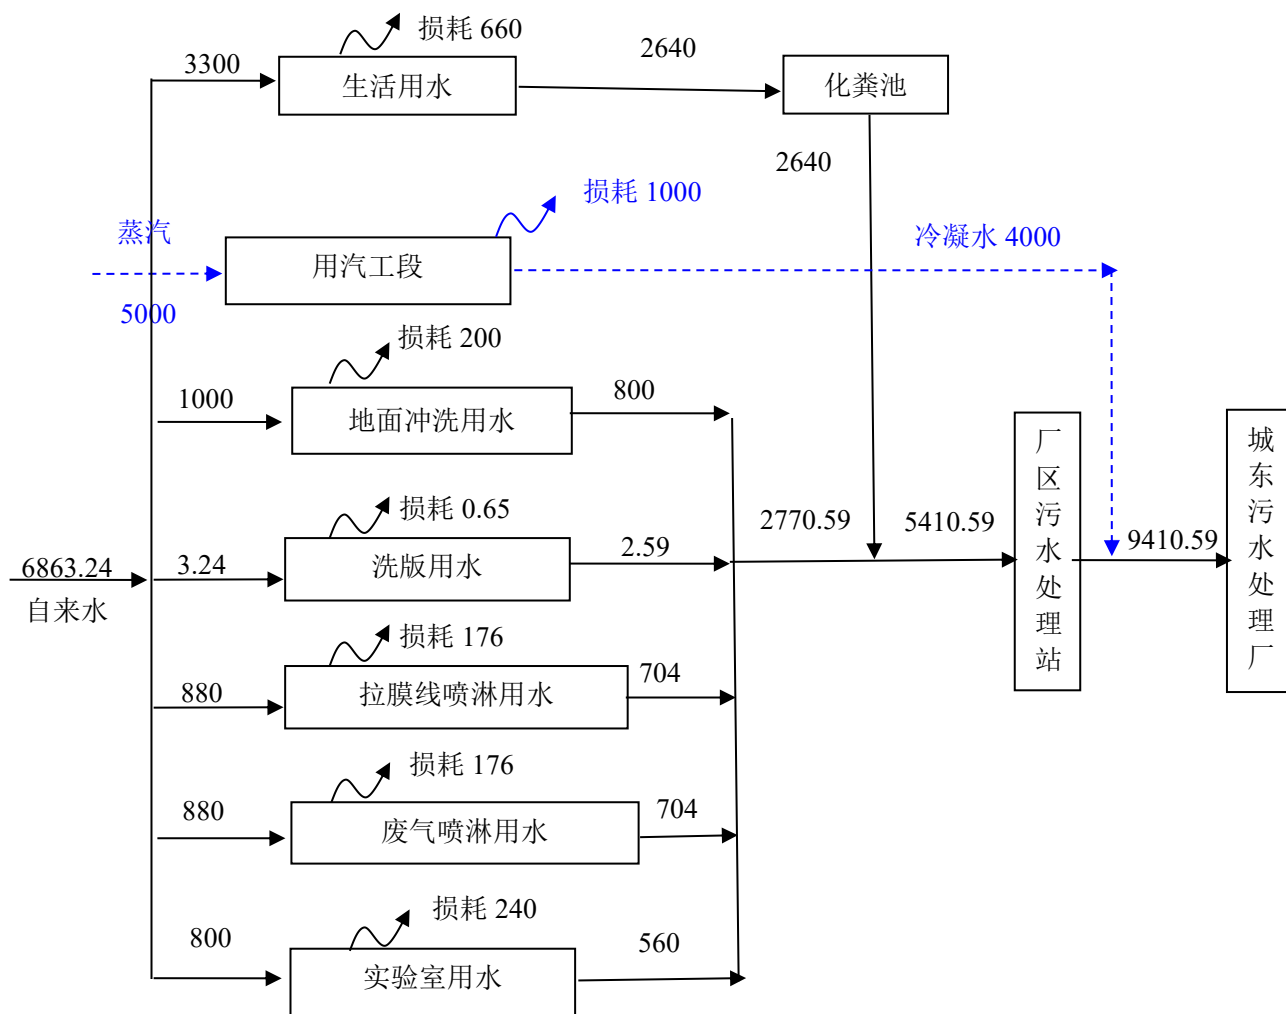 损耗 660
3300
生活用水
2640
化粪池
2640
损耗 1000
蒸汽
用汽工段
冷凝水 4000
5000
损耗 200
1000
地面冲洗用水
800
损耗 0.65
3.24
洗版用水
2.59
2770.59
5410.59
厂区污水处理站
9410.59
城东污水处理厂
6863.24
自来水
损耗 176
880
拉膜线喷淋用水
704
损耗 176
880
废气喷淋用水
704
损耗 240
800
实验室用水
560